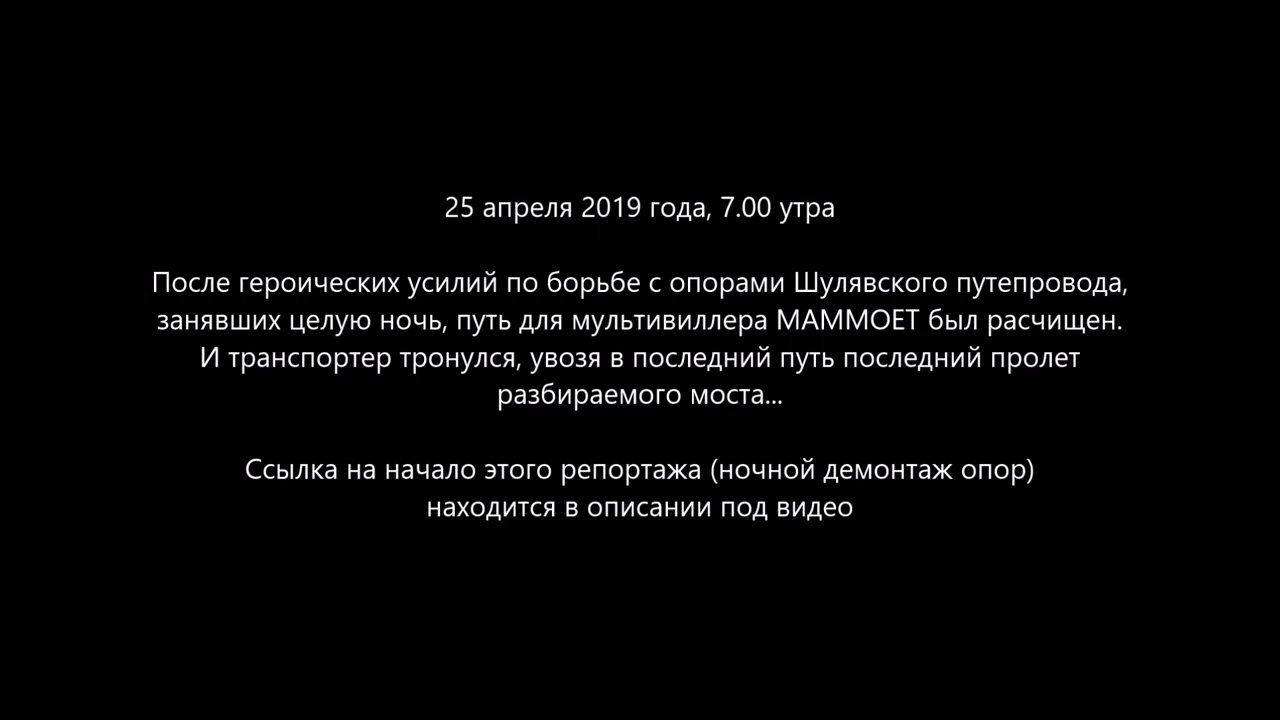 25 апреля 2019 года, 7.00 утра
После героических усилий по борьбе с опорами Шулявского путепровода,
занявших целую ночь, путь для мультивиллера MAMMOET был расчищен.
И транспортер тронулся, увозя в последний путь последний пролет
разбираемого моста...
Ссылка на начало этого репортажа (ночной демонтаж опор)
находится в описании под видео